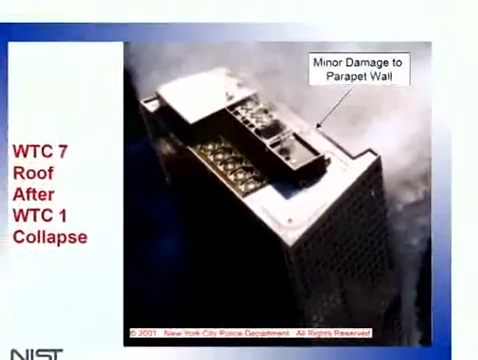 Minor Damage to
Parapet Wall
WTC 7
Roof
After
WTC 1
Collapse
© 2001 New York City Police Department All Rights Reserved
NIST